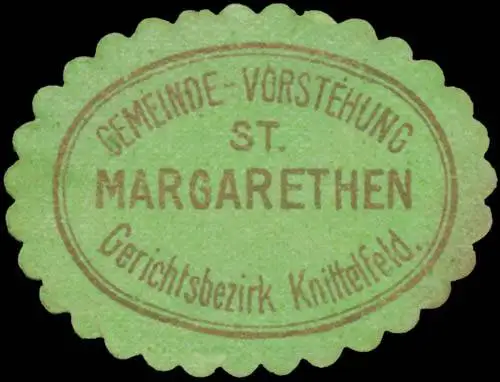 GEMEINDE-VORSTEHUNG
ST.
MARGARETHEN
Gerichtsbezirk Knittelfeld.